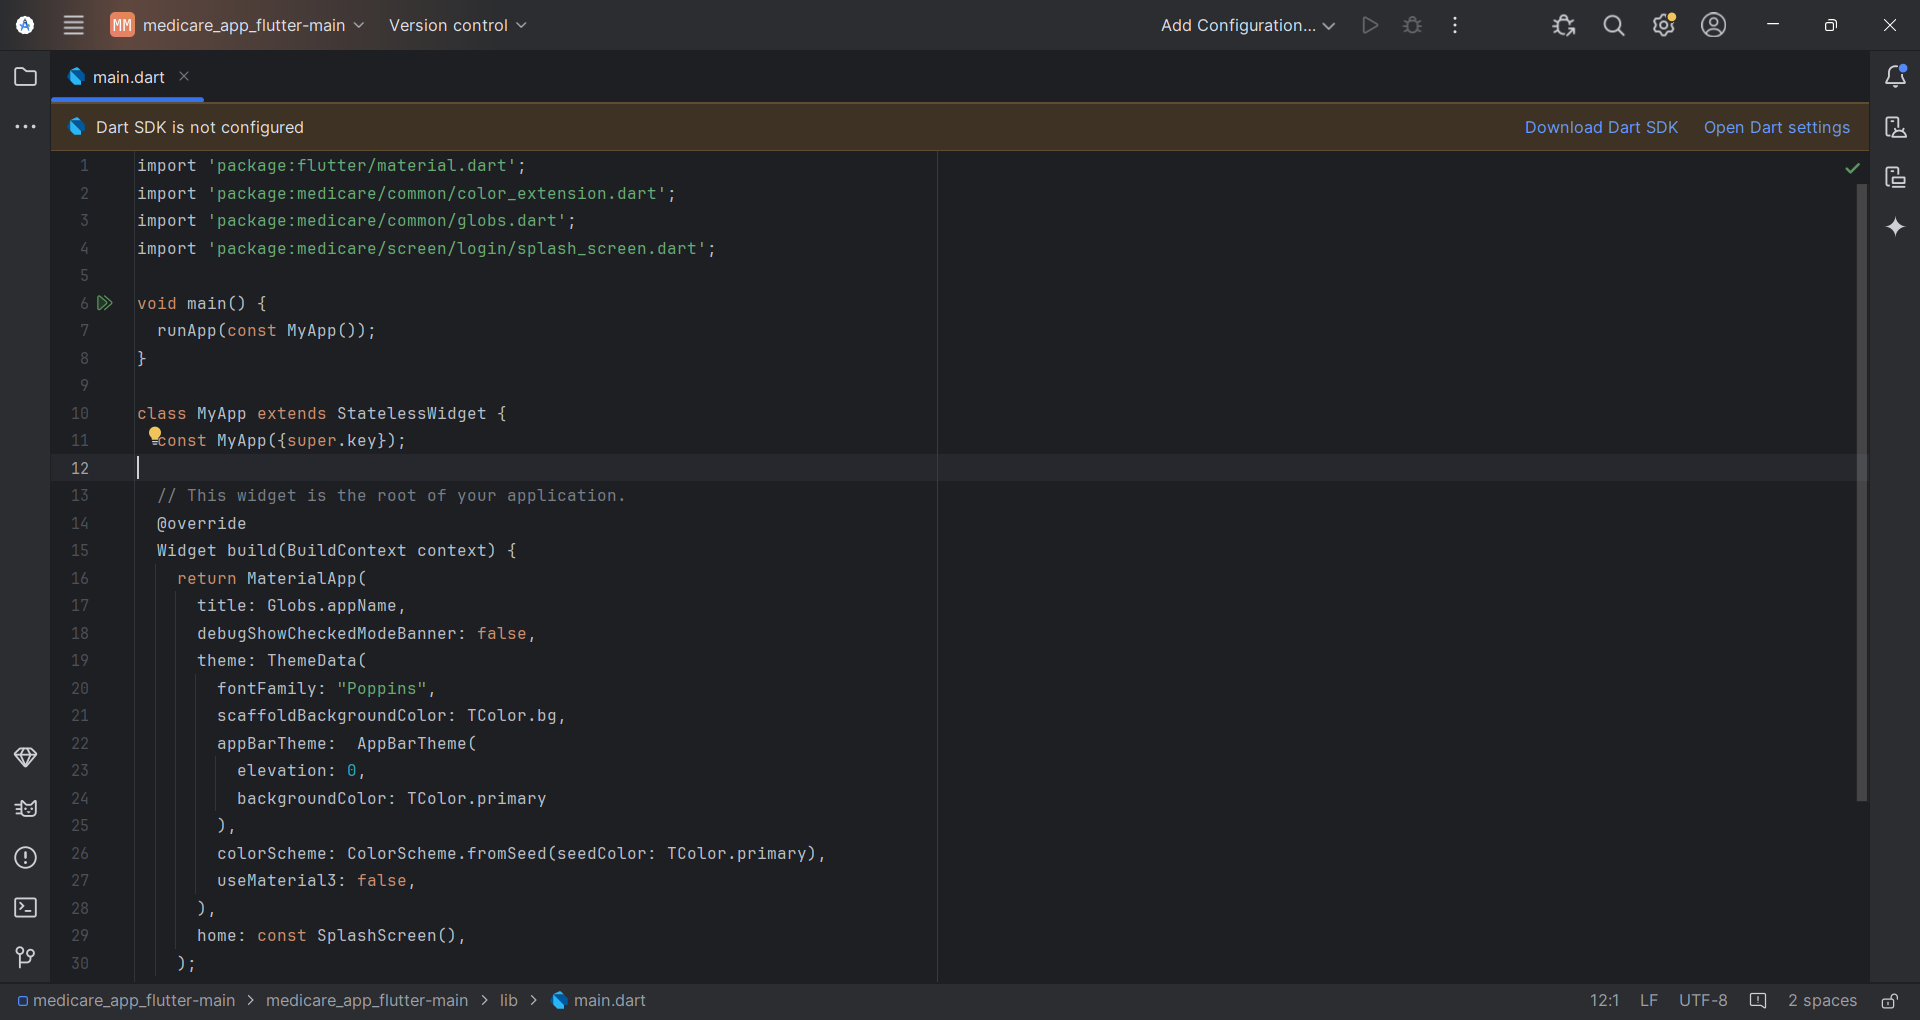 MM medicare_app_flutter-main Version control Add Configuration...
main.dart
Dart SDK is not configured Download Dart SDK Open Dart settings
1 import 'package:flutter/material.dart';
2 import 'package:medicare/common/color_extension.dart';
3 import 'package:medicare/common/globs.dart';
4 import 'package:medicare/screen/login/splash_screen.dart';
5
6 void main() {
7   runApp(const MyApp());
8 }
9
10 class MyApp extends StatelessWidget {
11   const MyApp({super.key});
12
13   // This widget is the root of your application.
14   @override
15   Widget build(BuildContext context) {
16     return MaterialApp(
17       title: Globs.appName,
18       debugShowCheckedModeBanner: false,
19       theme: ThemeData(
20         fontFamily: "Poppins",
21         scaffoldBackgroundColor: TColor.bg,
22         appBarTheme:  AppBarTheme(
23           elevation: 0,
24           backgroundColor: TColor.primary
25         ),
26         colorScheme: ColorScheme.fromSeed(seedColor: TColor.primary),
27         useMaterial3: false,
28       ),
29       home: const SplashScreen(),
30     );
medicare_app_flutter-main > medicare_app_flutter-main > lib > main.dart 12:1 LF UTF-8 2 spaces